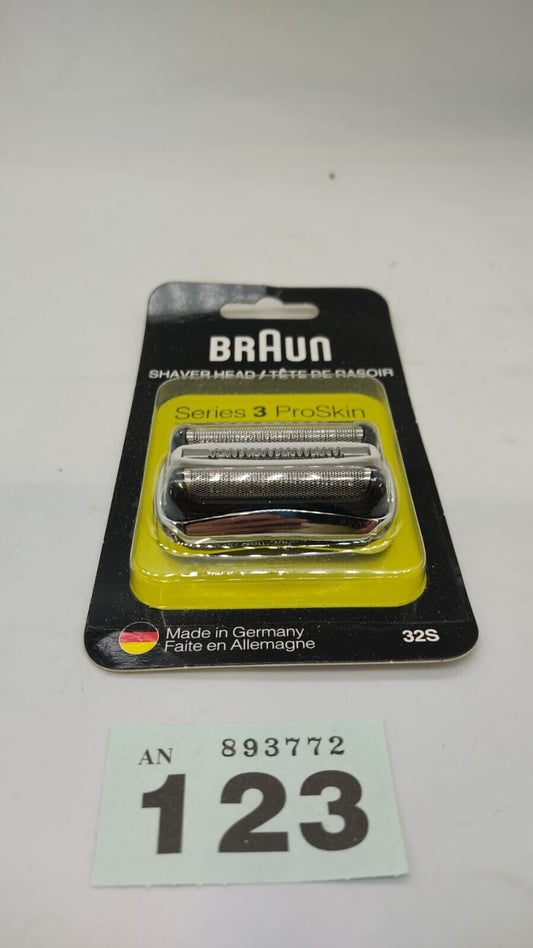 BRAUN
SHAVER HEAD / TÊTE DE RASOIR
Series 3 ProSkin
Made in Germany
Faite en Allemagne
32S
AN 893772
123